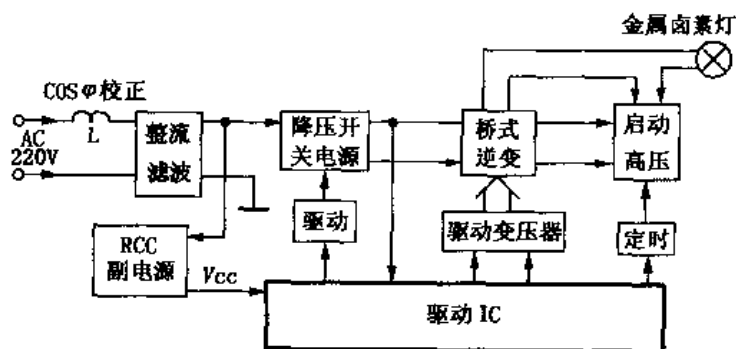 金属卤素灯
COSφ校正
L
AC
220V
整流
滤波
降压开
关电源
桥式
逆变
启动
高压
驱动
驱动变压器
定时
RCC
副电源
Vcc
驱动 IC